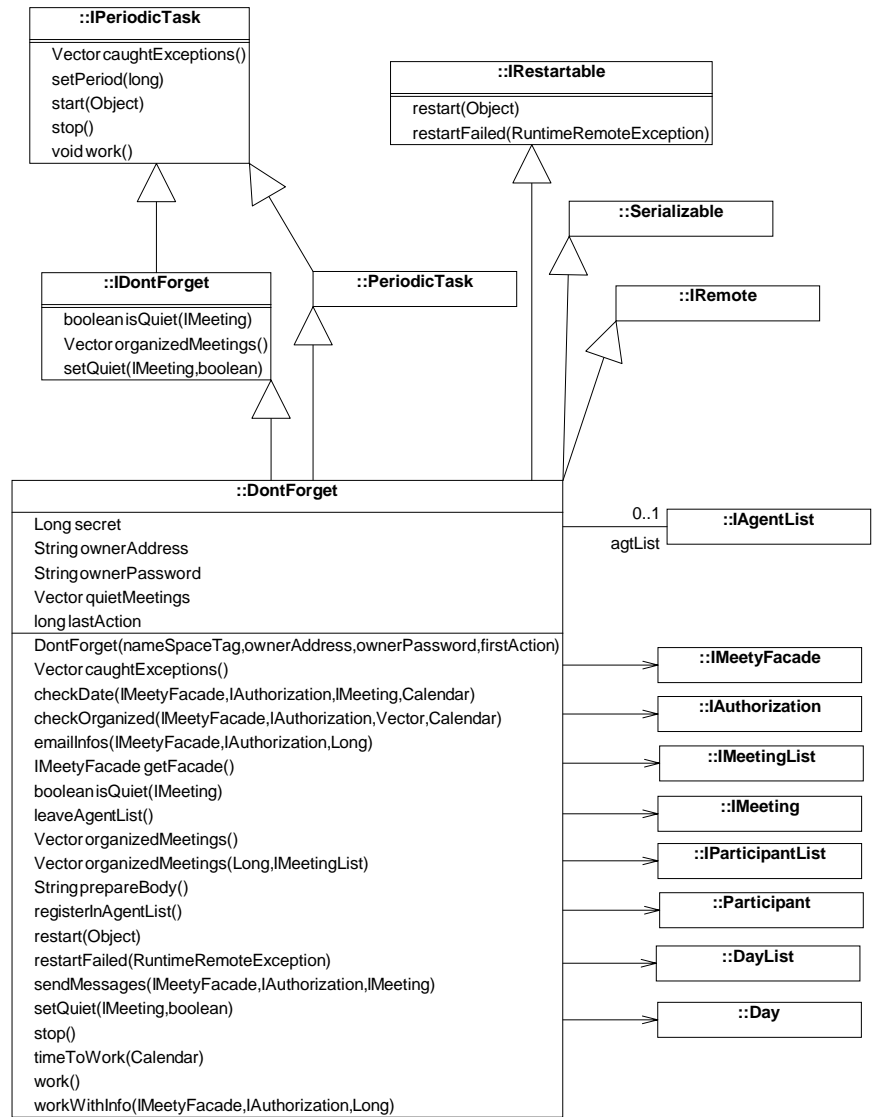 ::IPeriodicTask
Vector caughtExceptions()
setPeriod(long)
start(Object)
stop()
void work()
::IRestartable
restart(Object)
restartFailed(RuntimeRemoteException)
::Serializable
::IDontForget
boolean isQuiet(IMeeting)
Vector organizedMeetings()
setQuiet(IMeeting,boolean)
::PeriodicTask
::IRemote
::DontForget
Long secret
String ownerAddress
String ownerPassword
Vector quietMeetings
long lastAction
DontForget(nameSpaceTag,ownerAddress,ownerPassword,firstAction)
Vector caughtExceptions()
checkDate(IMeetyFacade,IAuthorization,IMeeting,Calendar)
checkOrganized(IMeetyFacade,IAuthorization,Vector,Calendar)
emailInfos(IMeetyFacade,IAuthorization,Long)
IMeetyFacade getFacade()
boolean isQuiet(IMeeting)
leaveAgentList()
Vector organizedMeetings()
Vector organizedMeetings(Long,IMeetingList)
String prepareBody()
registerInAgentList()
restart(Object)
restartFailed(RuntimeRemoteException)
sendMessages(IMeetyFacade,IAuthorization,IMeeting)
setQuiet(IMeeting,boolean)
stop()
timeToWork(Calendar)
work()
workWithInfo(IMeetyFacade,IAuthorization,Long)
0..1
agtList
::IAgentList
::IMeetyFacade
::IAuthorization
::IMeetingList
::IMeeting
::IParticipantList
::Participant
::DayList
::Day